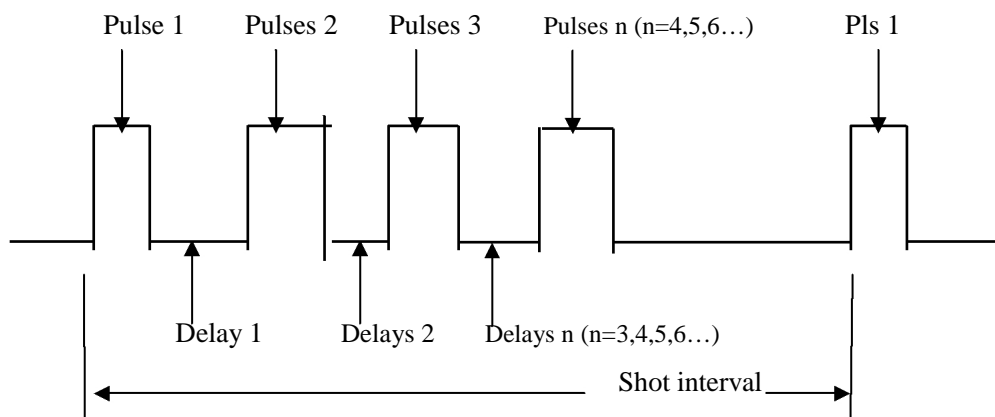 Pulse 1 Pulses 2 Pulses 3 Pulses n (n=4,5,6…) Pls 1
Delay 1 Delays 2 Delays n (n=3,4,5,6…)
Shot interval